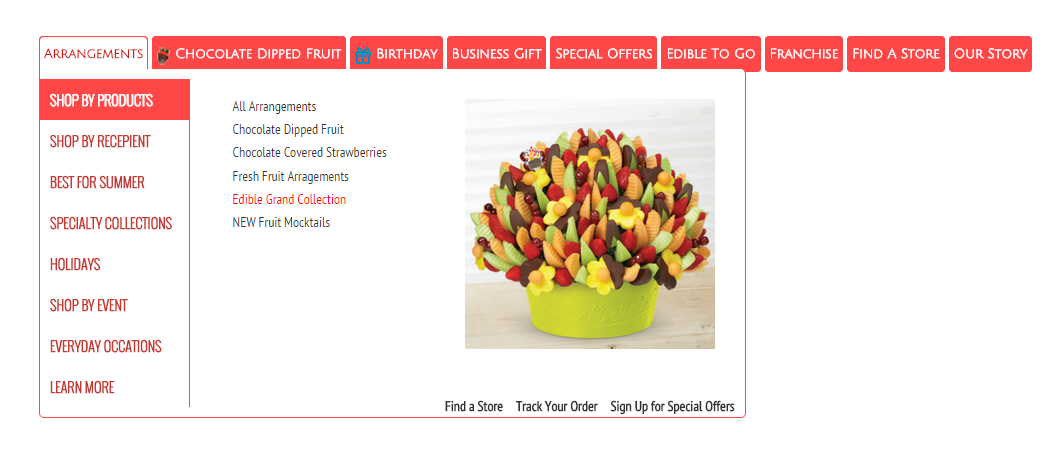 ARRANGEMENTS CHOCOLATE DIPPED FRUIT BIRTHDAY BUSINESS GIFT SPECIAL OFFERS EDIBLE TO GO FRANCHISE FIND A STORE OUR STORY
SHOP BY PRODUCTS
SHOP BY RECEPIENT
BEST FOR SUMMER
SPECIALTY COLLECTIONS
HOLIDAYS
SHOP BY EVENT
EVERYDAY OCCATIONS
LEARN MORE
All Arrangements
Chocolate Dipped Fruit
Chocolate Covered Strawberries
Fresh Fruit Arragements
Edible Grand Collection
NEW Fruit Mocktails
Find a Store Track Your Order Sign Up for Special Offers